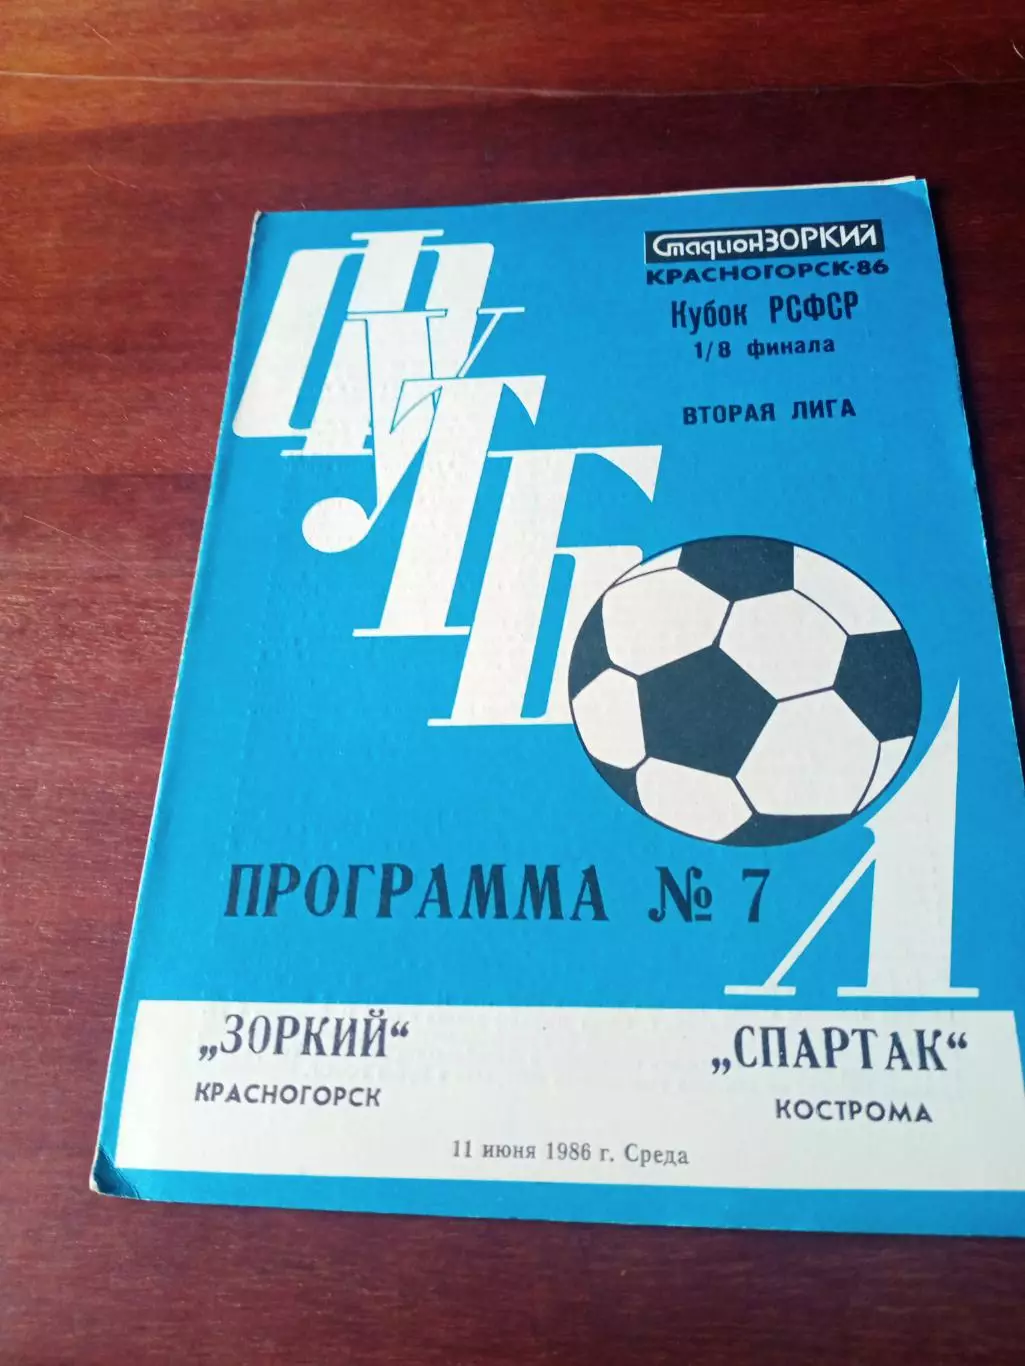 Стадион ЗОРКИЙ
КРАСНОГОРСК·86
Кубок РСФСР
1/8 финала
ВТОРАЯ ЛИГА
ФУТБОЛ
ПРОГРАММА № 7
„ЗОРКИЙ“
КРАСНОГОРСК
„СПАРТАК“
КОСТРОМА
11 июня 1986 г. Среда